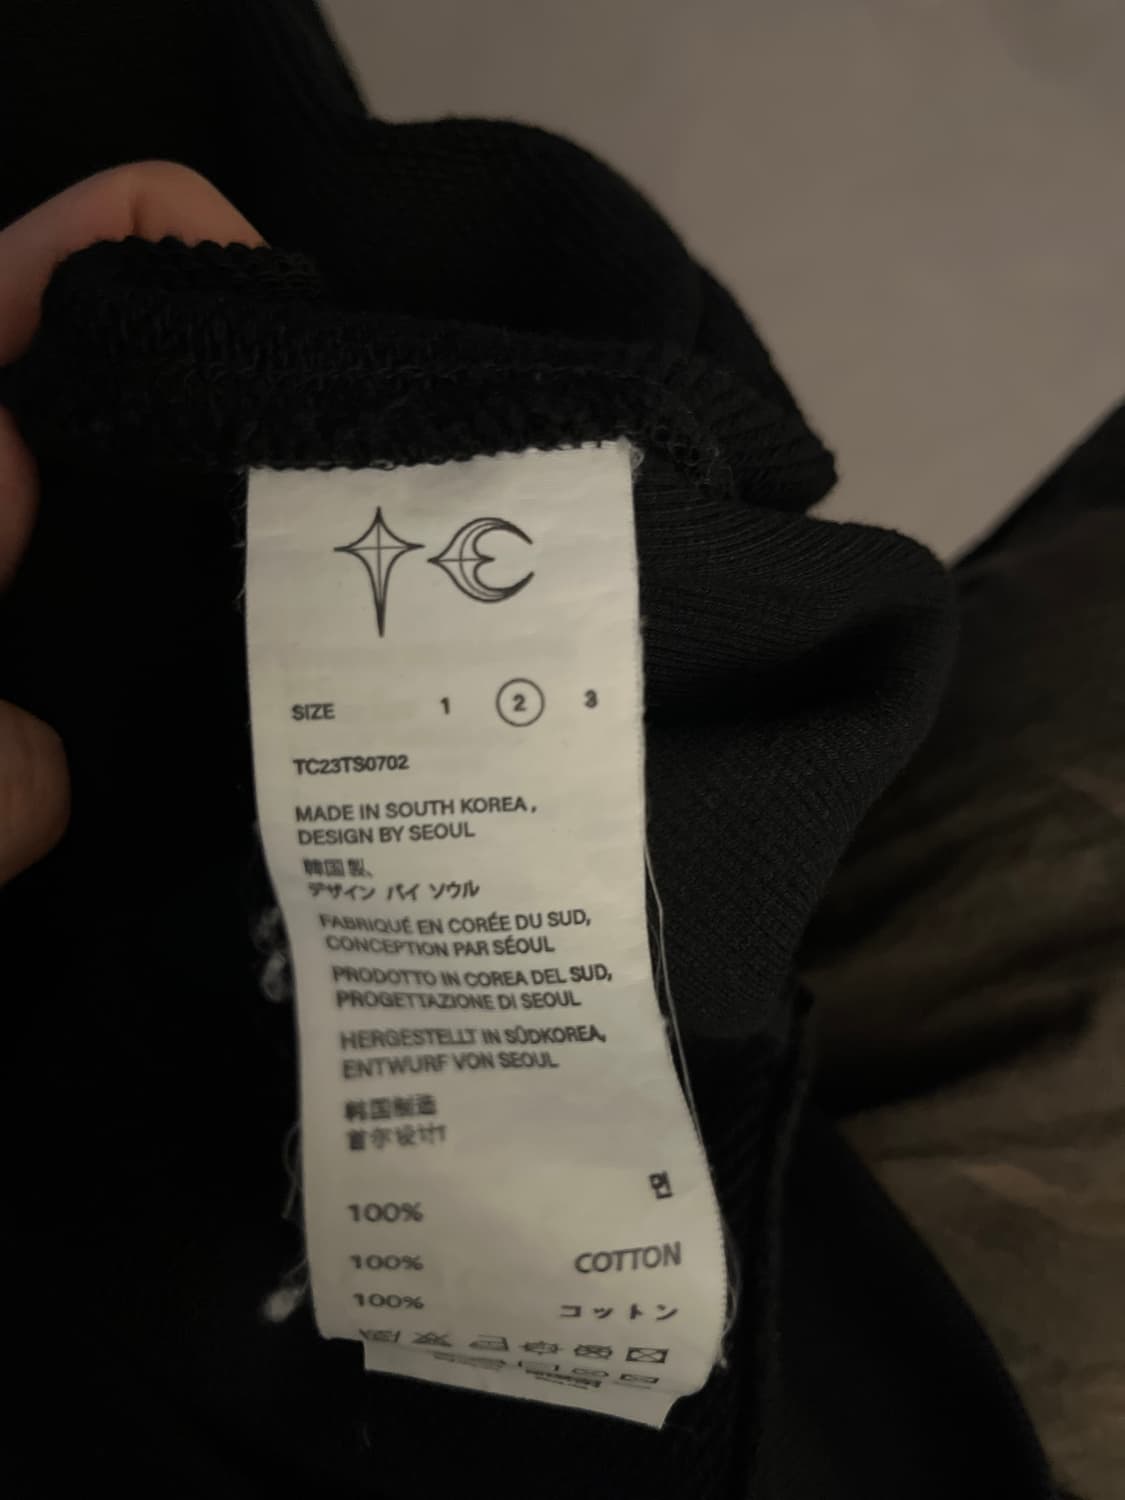 SIZE 1 2 3
TC23TS0702
MADE IN SOUTH KOREA,
DESIGN BY SEOUL
韓国製、
デザイン バイ ソウル
FABRIQUÉ EN CORÉE DU SUD,
CONCEPTION PAR SÉOUL
PRODOTTO IN COREA DEL SUD,
PROGETTAZIONE DI SEOUL
HERGESTELLT IN SÜDKOREA,
ENTWURF VON SEOUL
韩国制造
首尔设计
100% 면
100% COTTON
100% コットン